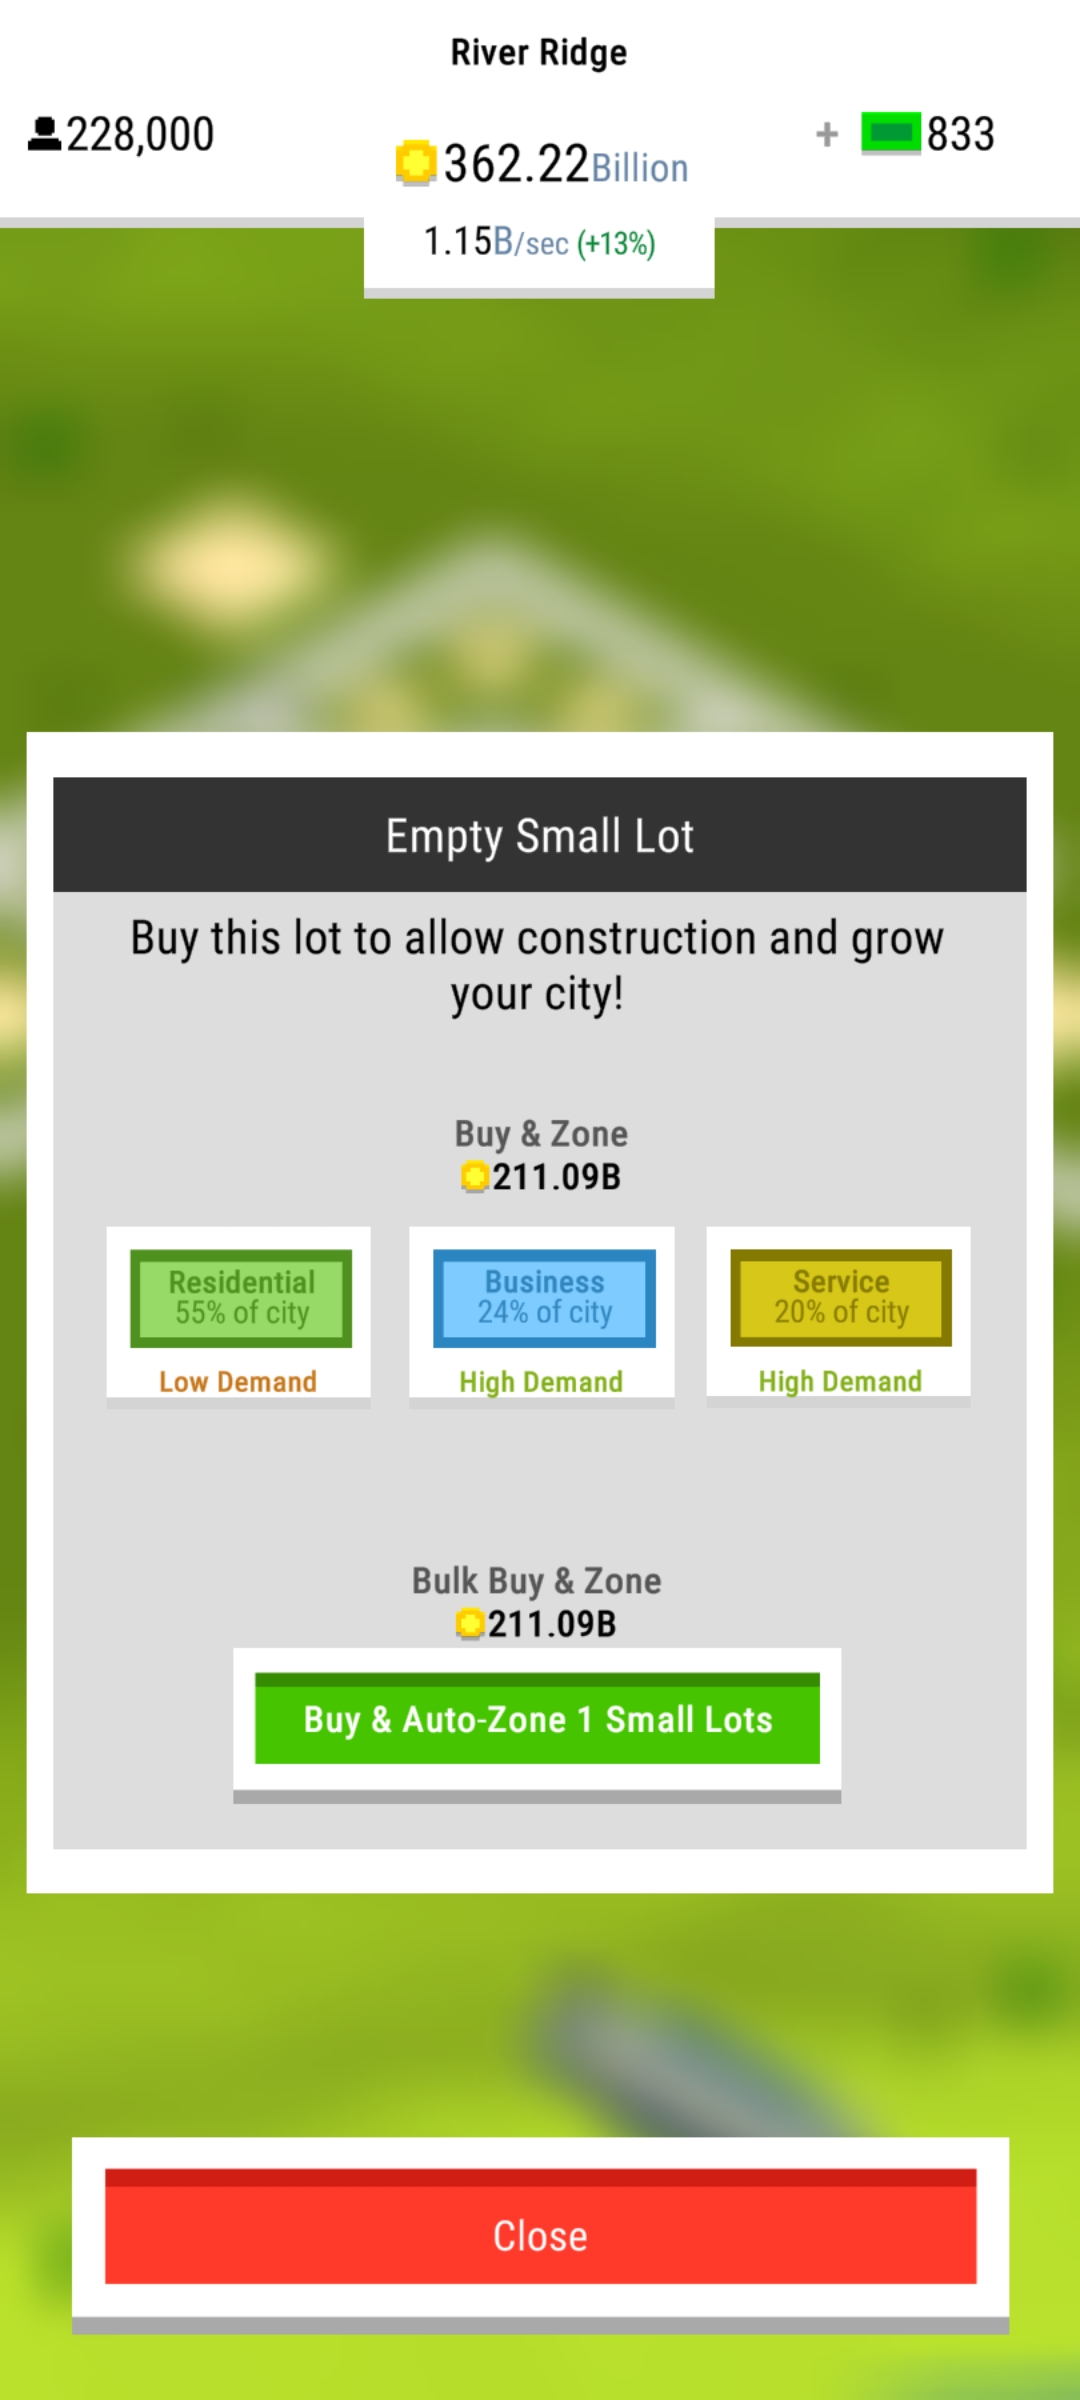 River Ridge
228,000
+ 833
362.22Billion
1.15B/sec (+13%)
Empty Small Lot
Buy this lot to allow construction and grow
your city!
Buy & Zone
211.09B
Residential
55% of city
Low Demand
Business
24% of city
High Demand
Service
20% of city
High Demand
Bulk Buy & Zone
211.09B
Buy & Auto-Zone 1 Small Lots
Close